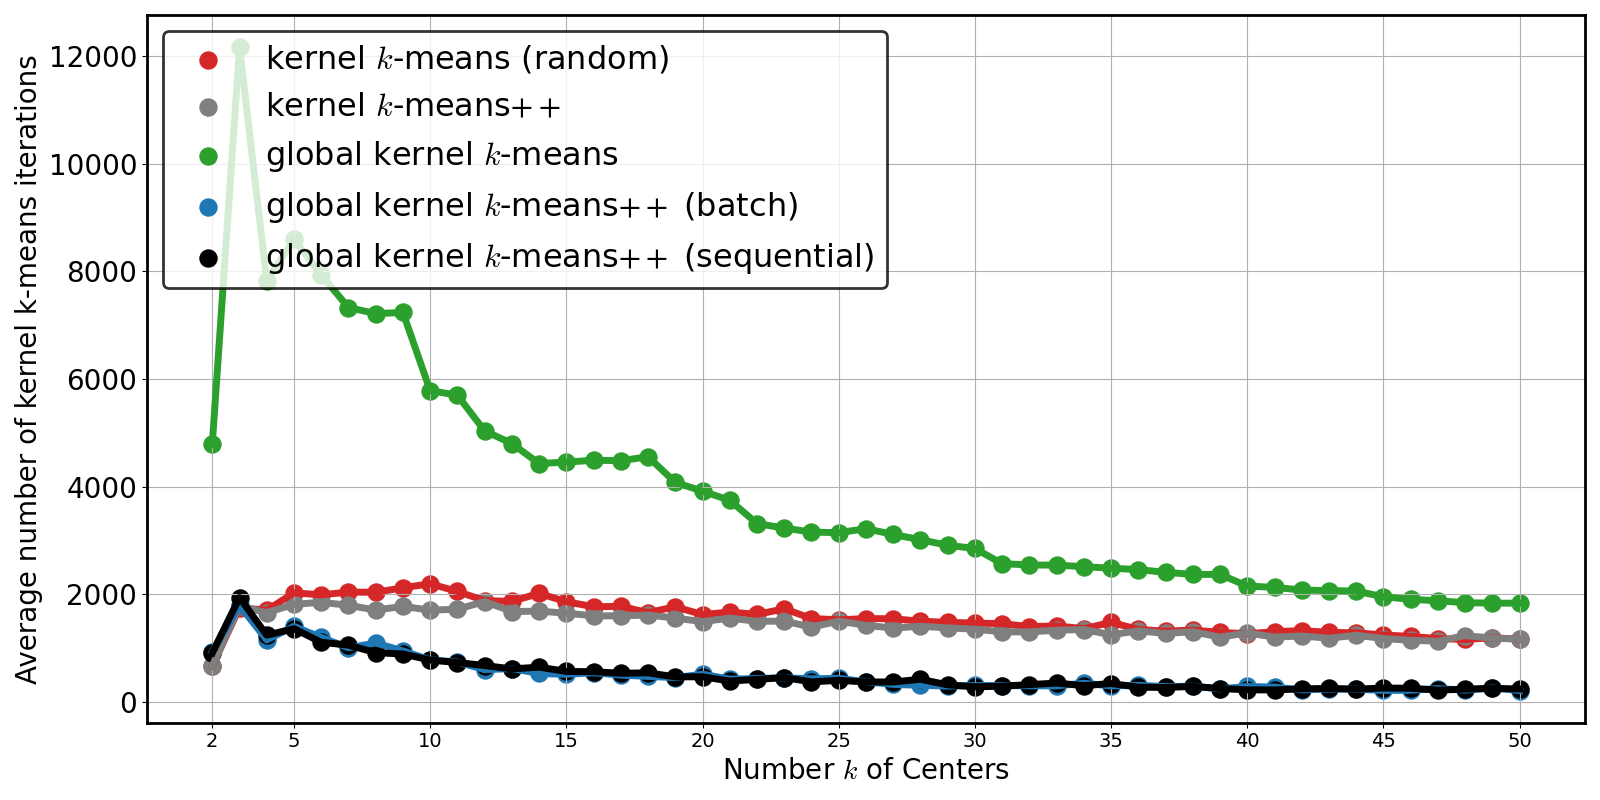 12000
10000
8000
6000
4000
2000
0
Average number of kernel k-means iterations
kernel k-means (random)
kernel k-means++
global kernel k-means
global kernel k-means++ (batch)
global kernel k-means++ (sequential)
2 5 10 15 20 25 30 35 40 45 50
Number k of Centers